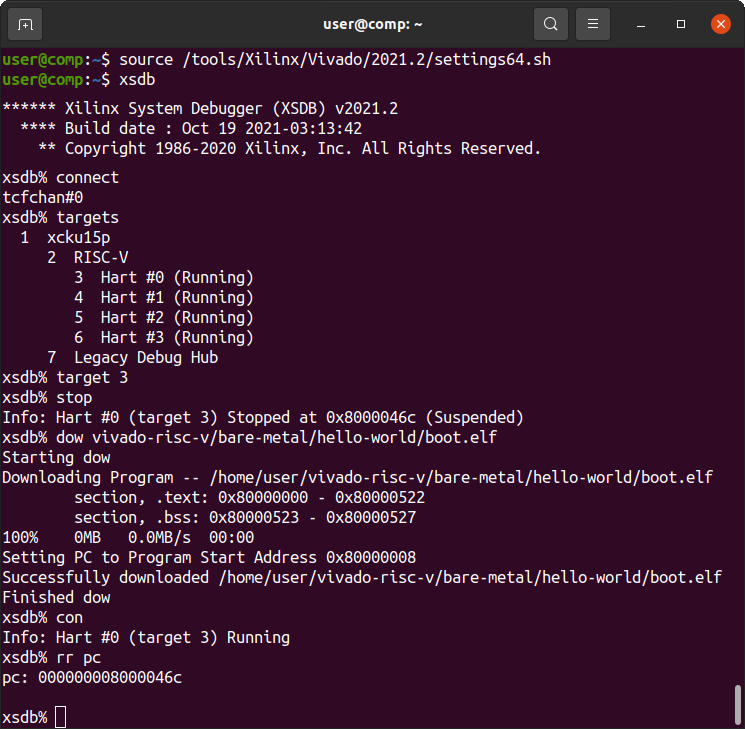 user@comp: ~
user@comp:~$ source /tools/Xilinx/Vivado/2021.2/settings64.sh
user@comp:~$ xsdb
****** Xilinx System Debugger (XSDB) v2021.2
  **** Build date : Oct 19 2021-03:13:42
    ** Copyright 1986-2020 Xilinx, Inc. All Rights Reserved.
xsdb% connect
tcfchan#0
xsdb% targets
  1  xcku15p
     2  RISC-V
        3  Hart #0 (Running)
        4  Hart #1 (Running)
        5  Hart #2 (Running)
        6  Hart #3 (Running)
     7  Legacy Debug Hub
xsdb% target 3
xsdb% stop
Info: Hart #0 (target 3) Stopped at 0x8000046c (Suspended)
xsdb% dow vivado-risc-v/bare-metal/hello-world/boot.elf
Starting dow
Downloading Program -- /home/user/vivado-risc-v/bare-metal/hello-world/boot.elf
        section, .text: 0x80000000 - 0x80000522
        section, .bss: 0x80000523 - 0x80000527
100%    0MB   0.0MB/s  00:00
Setting PC to Program Start Address 0x80000008
Successfully downloaded /home/user/vivado-risc-v/bare-metal/hello-world/boot.elf
Finished dow
xsdb% con
Info: Hart #0 (target 3) Running
xsdb% rr pc
pc: 000000008000046c
xsdb%